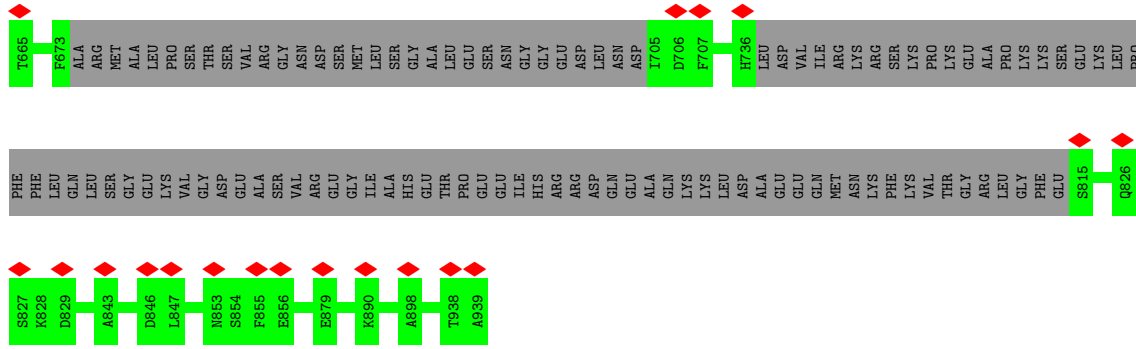 T665 F673 ALA ARG MET ALA LEU PRO SER THR SER VAL ARG GLY ASN ASP SER MET LEU SER GLY ALA LEU GLU SER ASN GLY GLY GLU ASP LEU ASN ASP I705 D706 F707 H736 LEU ASP VAL ILE ARG LYS ARG SER LYS PRO LYS GLU ALA PRO LYS LYS SER GLU LYS LEU PRO
PHE PHE LEU GLN LEU SER GLY GLU LYS VAL GLY ASP GLU ALA SER VAL ARG GLU GLY ILE ALA HIS GLU THR PRO GLU GLU ILE HIS ARG ARG ASP GLN GLU ALA GLN LYS LYS LEU ASP ALA GLU GLU GLN MET ASN LYS PHE LYS VAL THR GLY ARG LEU GLY PHE GLU S815 Q826
S827 K828 D829 A843 D846 L847 N853 S854 F855 E856 E879 K890 A898 T938 A939